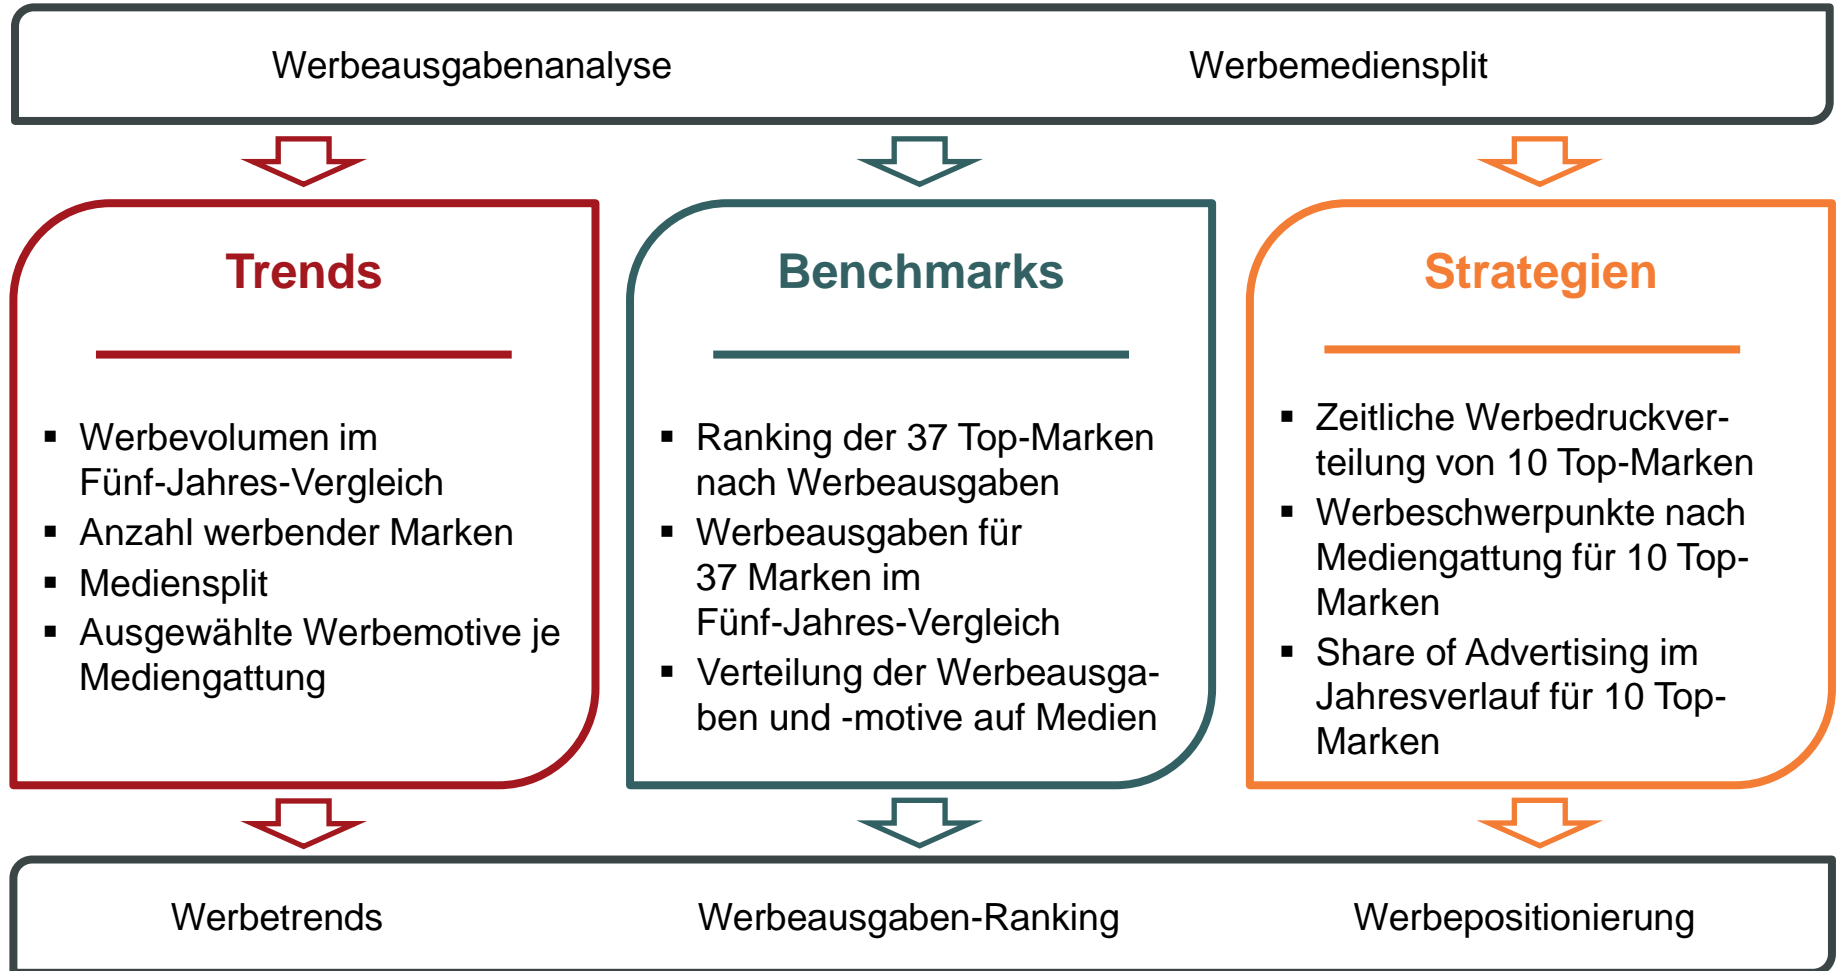 Werbeausgabenanalyse
Werbemediensplit
Trends
▪ Werbevolumen im
Fünf-Jahres-Vergleich
▪ Anzahl werbender Marken
▪ Mediensplit
▪ Ausgewählte Werbemotive je
Mediengattung
Benchmarks
▪ Ranking der 37 Top-Marken
nach Werbeausgaben
▪ Werbeausgaben für
37 Marken im
Fünf-Jahres-Vergleich
▪ Verteilung der Werbeausga-
ben und -motive auf Medien
Strategien
▪ Zeitliche Werbedruckver-
teilung von 10 Top-Marken
▪ Werbeschwerpunkte nach
Mediengattung für 10 Top-
Marken
▪ Share of Advertising im
Jahresverlauf für 10 Top-
Marken
Werbetrends
Werbeausgaben-Ranking
Werbepositionierung